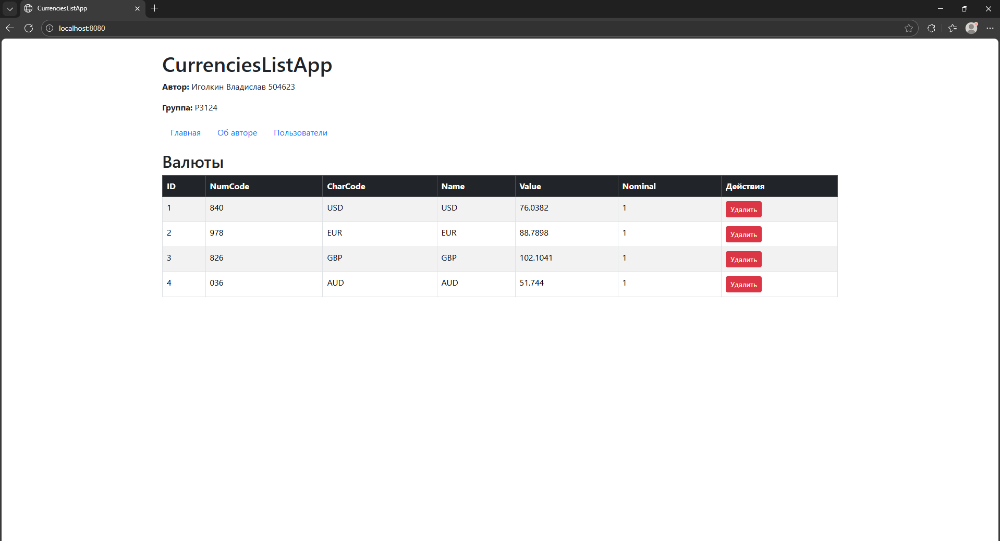 CurrenciesListApp
localhost:8080
CurrenciesListApp
Автор: Иголкин Владислав 504623
Группа: P3124
Главная Об авторе Пользователи
Валюты
ID NumCode CharCode Name Value Nominal Действия
1 840 USD USD 76.0382 1 Удалить
2 978 EUR EUR 88.7898 1 Удалить
3 826 GBP GBP 102.1041 1 Удалить
4 036 AUD AUD 51.744 1 Удалить